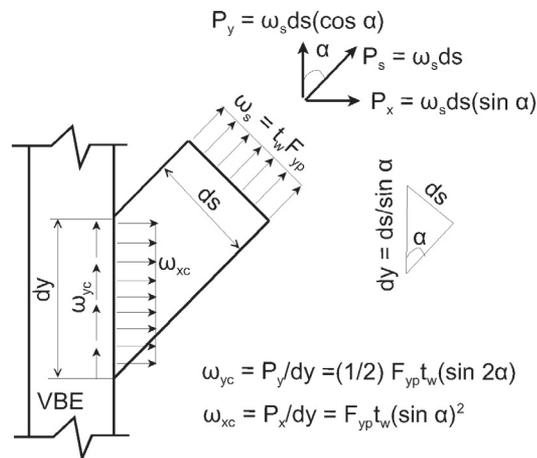 P_y = ω_s ds(cos α)
α
P_s = ω_s ds
P_x = ω_s ds(sin α)
ω_s = t_w F_yp
ds
dy = ds/sin α
ds
α
dy
ω_yc
ω_xc
VBE
ω_yc = P_y/dy =(1/2) F_yp t_w (sin 2α)
ω_xc = P_x/dy = F_yp t_w (sin α)²